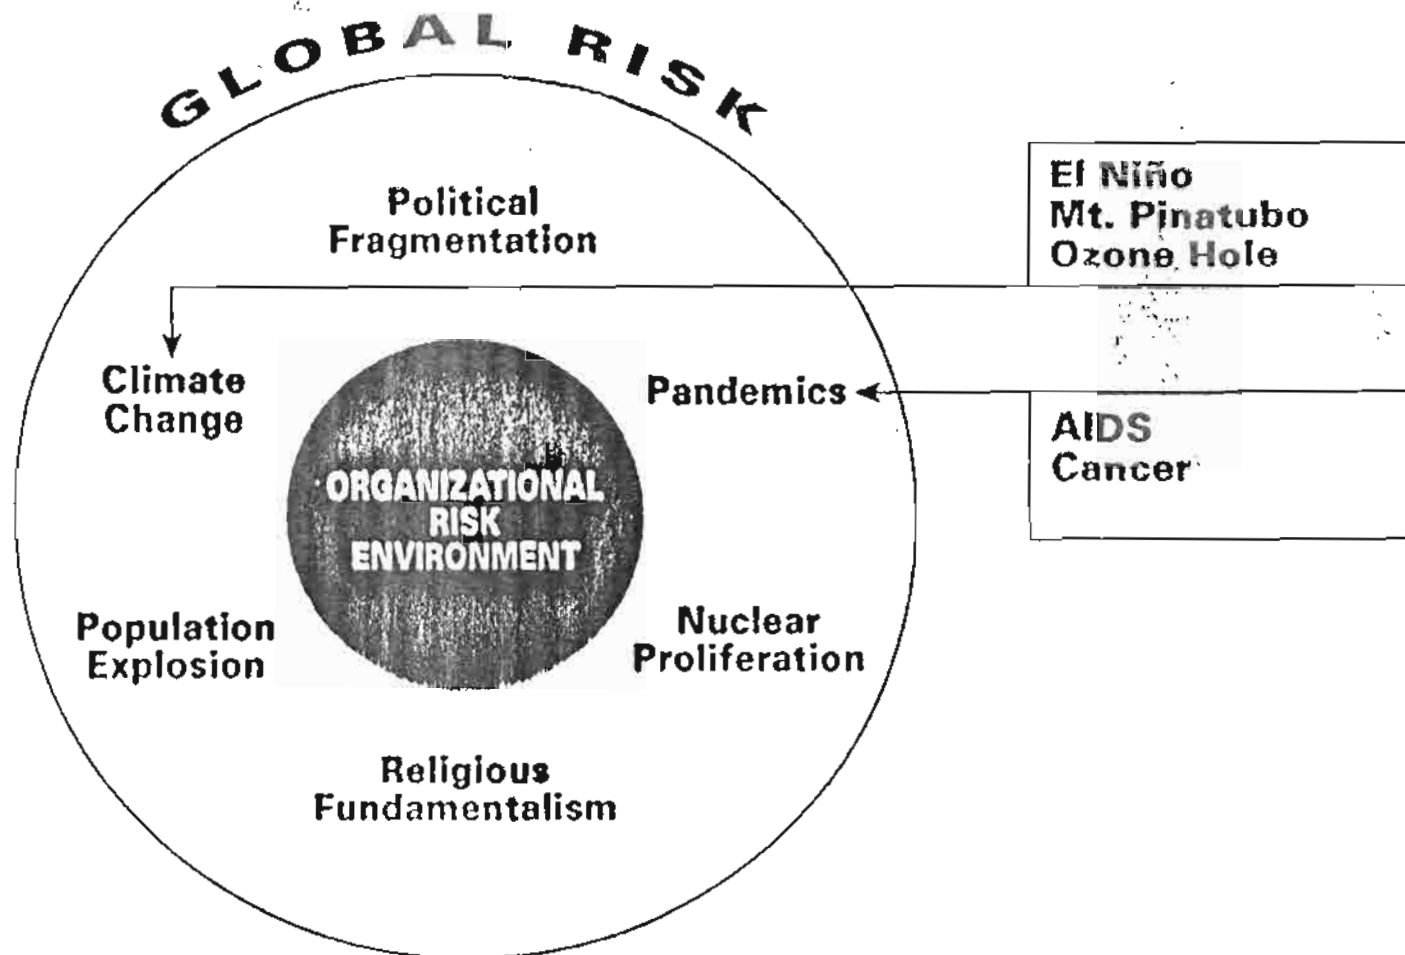 GLOBAL RISK
Political
Fragmentation
El Niño
Mt. Pinatubo
Ozone Hole
Climate
Change
Pandemics
AIDS
Cancer
ORGANIZATIONAL
RISK
ENVIRONMENT
Population
Explosion
Nuclear
Proliferation
Religious
Fundamentalism